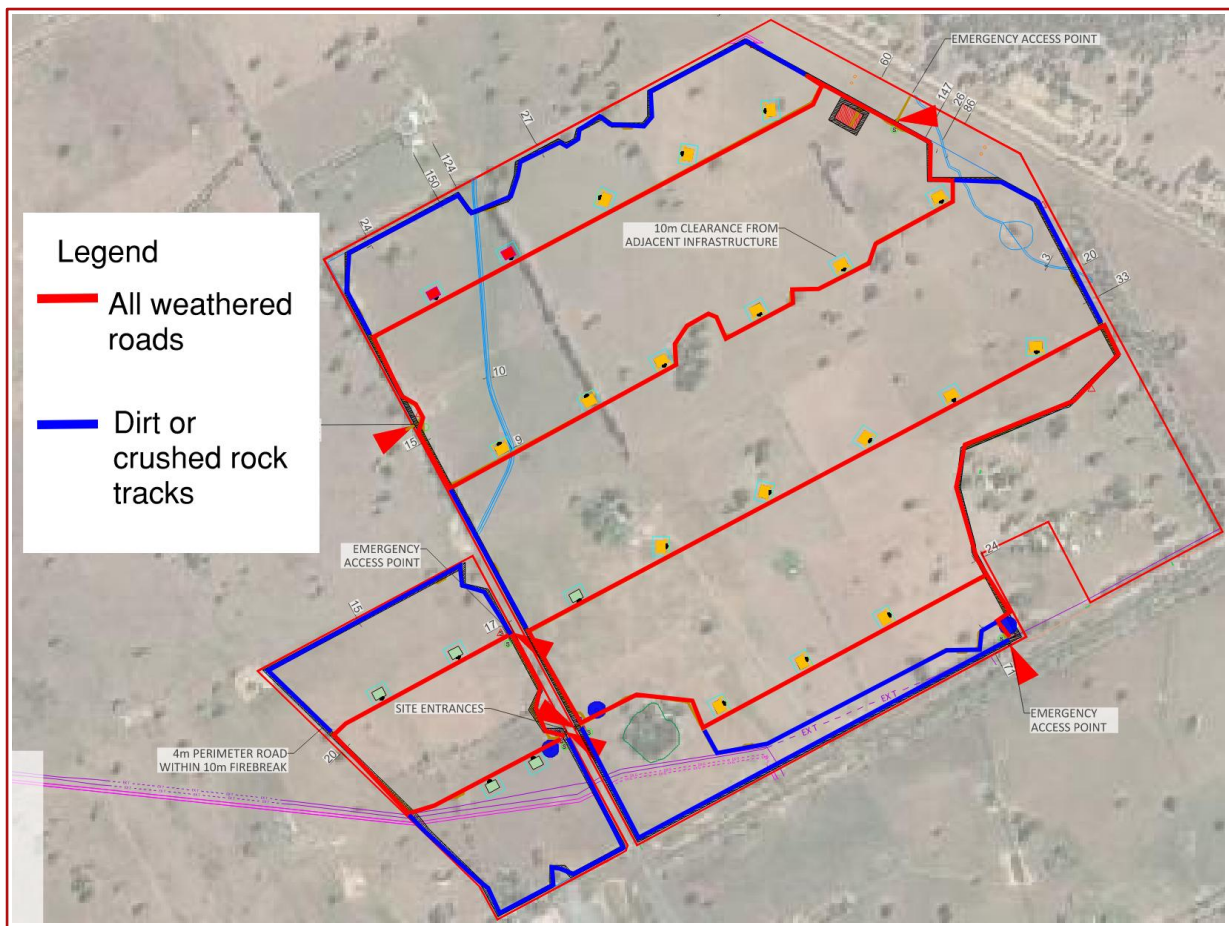 EMERGENCY ACCESS POINT
60
147
26
86
27
124
150
24
Legend
All weathered
roads
Dirt or
crushed rock
tracks
10m CLEARANCE FROM
ADJACENT INFRASTRUCTURE
3
20
33
10
9
15
EMERGENCY
ACCESS POINT
24
15
17
SITE ENTRANCES
4m PERIMETER ROAD
WITHIN 10m FIREBREAK
20
EXT
EXT
71
EMERGENCY
ACCESS POINT